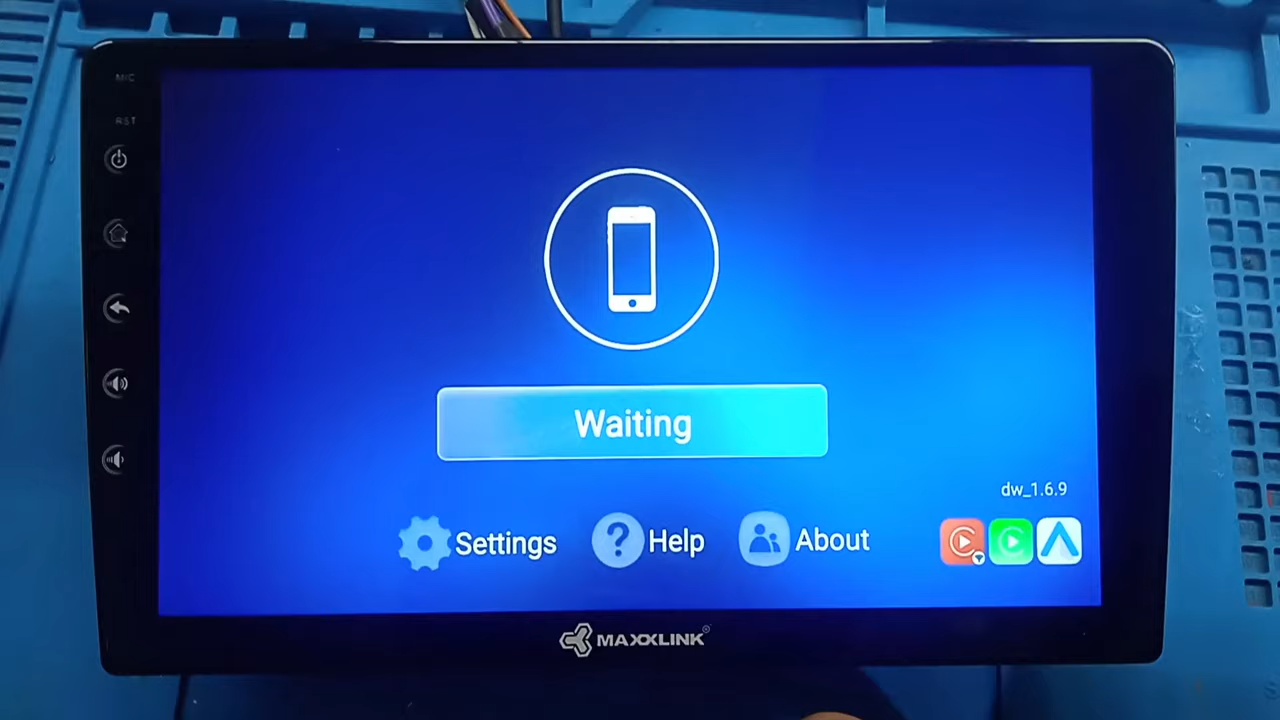 MIC
RST
Waiting
dw_1.6.9
Settings
Help
About
MAXXLINK®